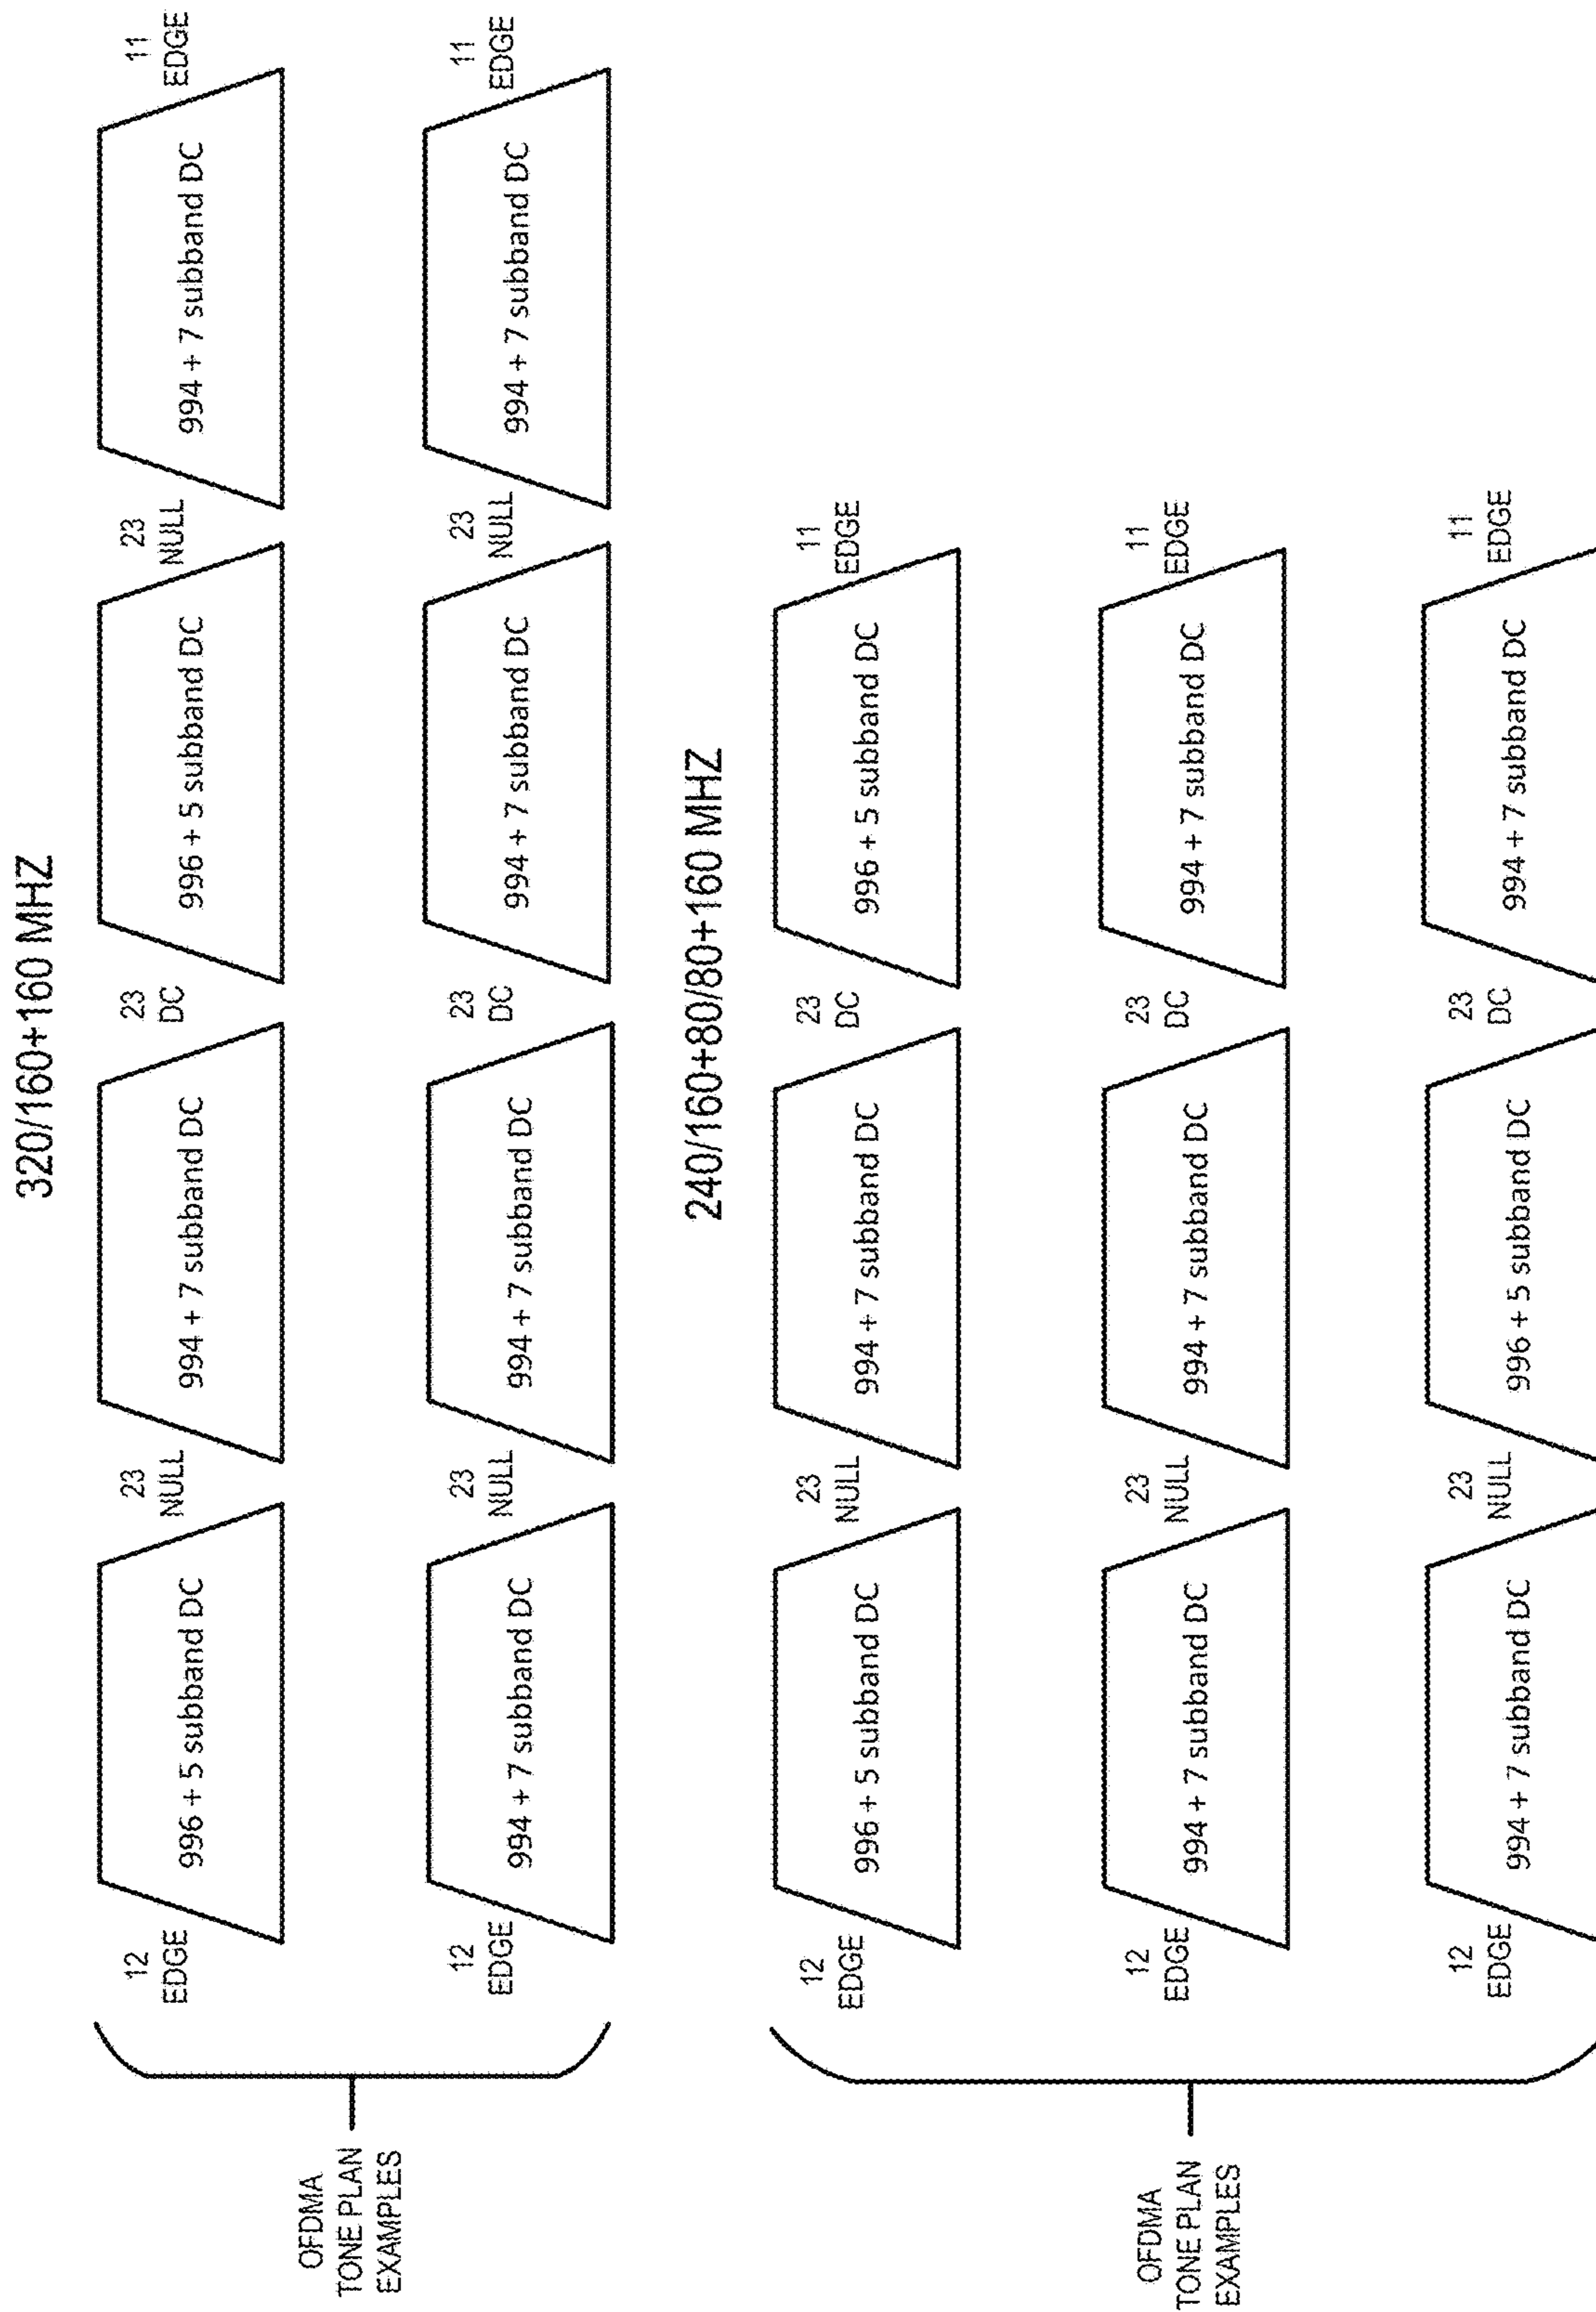 320/160+160 MHZ
OFDMA
TONE PLAN
EXAMPLES
12
EDGE
996 + 5 subband DC
23
NULL
994 + 7 subband DC
23
DC
996 + 5 subband DC
23
NULL
994 + 7 subband DC
11
EDGE
12
EDGE
994 + 7 subband DC
23
NULL
994 + 7 subband DC
23
DC
994 + 7 subband DC
23
NULL
994 + 7 subband DC
11
EDGE
240/160+80/80+160 MHZ
OFDMA
TONE PLAN
EXAMPLES
12
EDGE
996 + 5 subband DC
23
NULL
994 + 7 subband DC
23
DC
996 + 5 subband DC
11
EDGE
12
EDGE
994 + 7 subband DC
23
NULL
994 + 7 subband DC
23
DC
994 + 7 subband DC
11
EDGE
12
EDGE
994 + 7 subband DC
23
NULL
996 + 5 subband DC
23
DC
994 + 7 subband DC
11
EDGE